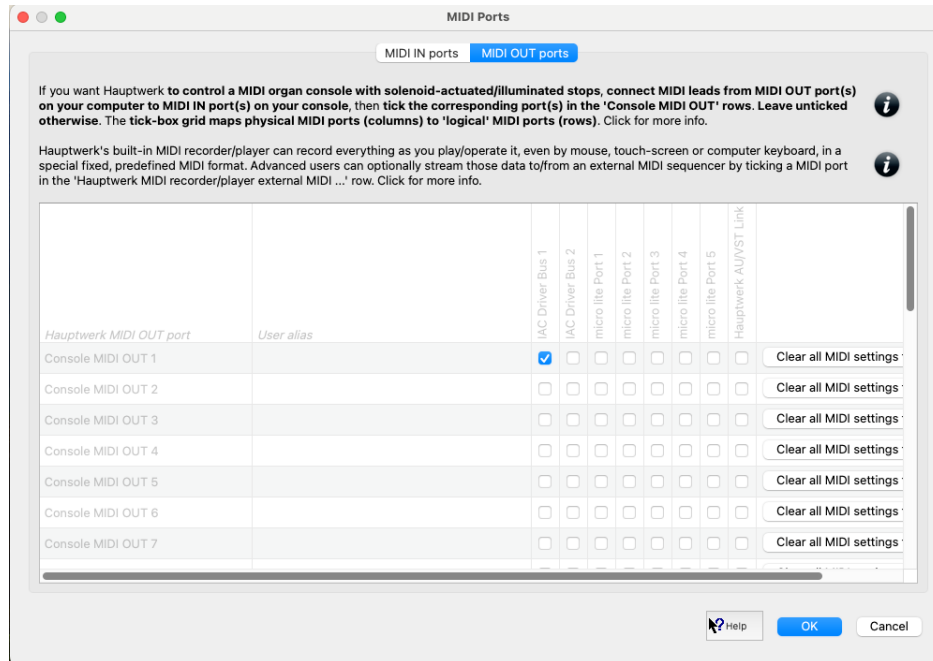 MIDI Ports
MIDI IN ports
MIDI OUT ports
If you want Hauptwerk to control a MIDI organ console with solenoid-actuated/illuminated stops, connect MIDI leads from MIDI OUT port(s)
on your computer to MIDI IN port(s) on your console, then tick the corresponding port(s) in the 'Console MIDI OUT' rows. Leave unticked
otherwise. The tick-box grid maps physical MIDI ports (columns) to 'logical' MIDI ports (rows). Click for more info.
Hauptwerk's built-in MIDI recorder/player can record everything as you play/operate it, even by mouse, touch-screen or computer keyboard, in a
special fixed, predefined MIDI format. Advanced users can optionally stream those data to/from an external MIDI sequencer by ticking a MIDI port
in the 'Hauptwerk MIDI recorder/player external MIDI ...' row. Click for more info.
Hauptwerk MIDI OUT port
User alias
IAC Driver Bus 1
IAC Driver Bus 2
micro lite Port 1
micro lite Port 2
micro lite Port 3
micro lite Port 4
micro lite Port 5
Hauptwerk AU/VST Link
Console MIDI OUT 1
Clear all MIDI settings
Console MIDI OUT 2
Clear all MIDI settings
Console MIDI OUT 3
Clear all MIDI settings
Console MIDI OUT 4
Clear all MIDI settings
Console MIDI OUT 5
Clear all MIDI settings
Console MIDI OUT 6
Clear all MIDI settings
Console MIDI OUT 7
Clear all MIDI settings
Help
OK
Cancel